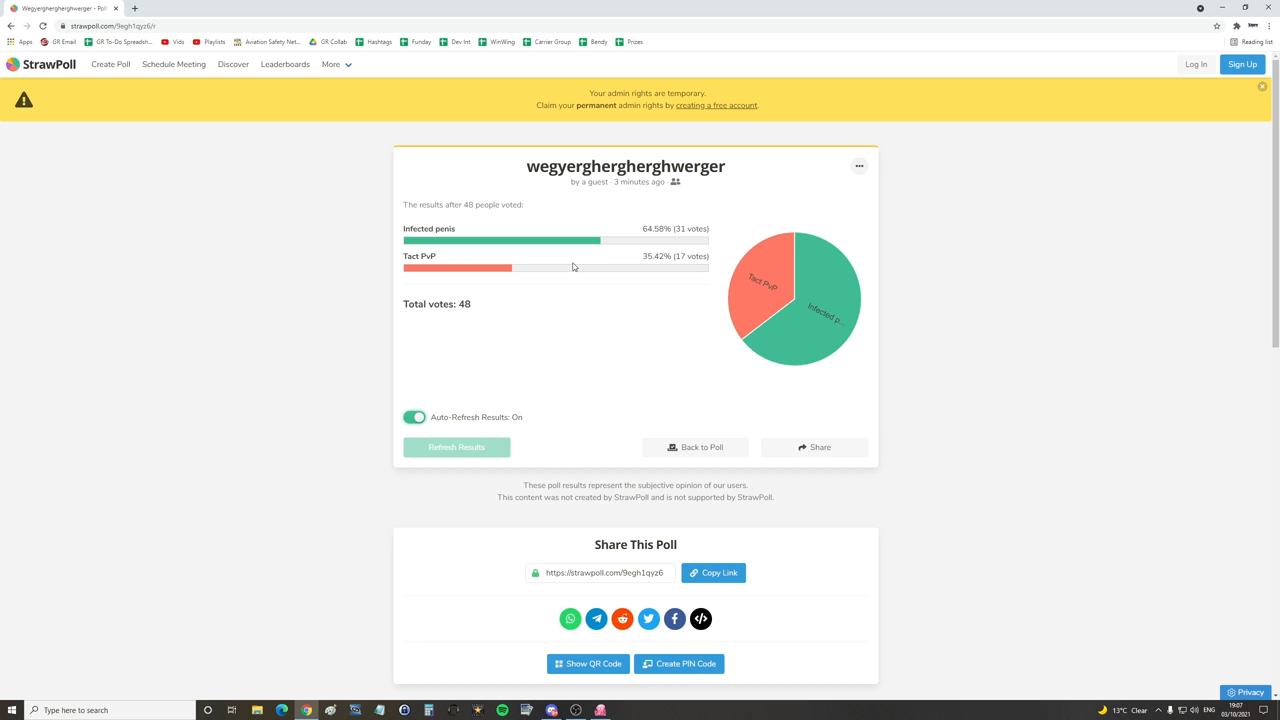 Wegyerghergherghwerger - Poll
strawpoll.com/9egh1qyz6/r
Apps GR Email GR To-Do Spreadsh... Vids Playlists Aviation Safety Net... GR Collab Hashtags Funday Dev Int WinWing Carrier Group Bendy Prizes Reading list
StrawPoll Create Poll Schedule Meeting Discover Leaderboards More Log In Sign Up
Your admin rights are temporary.
Claim your permanent admin rights by creating a free account.
wegyerghergherghwerger
by a guest · 3 minutes ago ·
The results after 48 people voted:
Infected penis 64.58% (31 votes)
Tact PvP 35.42% (17 votes)
Tact PvP
Infected p...
Total votes: 48
Auto-Refresh Results: On
Refresh Results Back to Poll Share
These poll results represent the subjective opinion of our users.
This content was not created by StrawPoll and is not supported by StrawPoll.
Share This Poll
https://strawpoll.com/9egh1qyz6 Copy Link
Show QR Code Create PIN Code
Privacy
Type here to search
13°C Clear ENG 19:07
03/10/2021